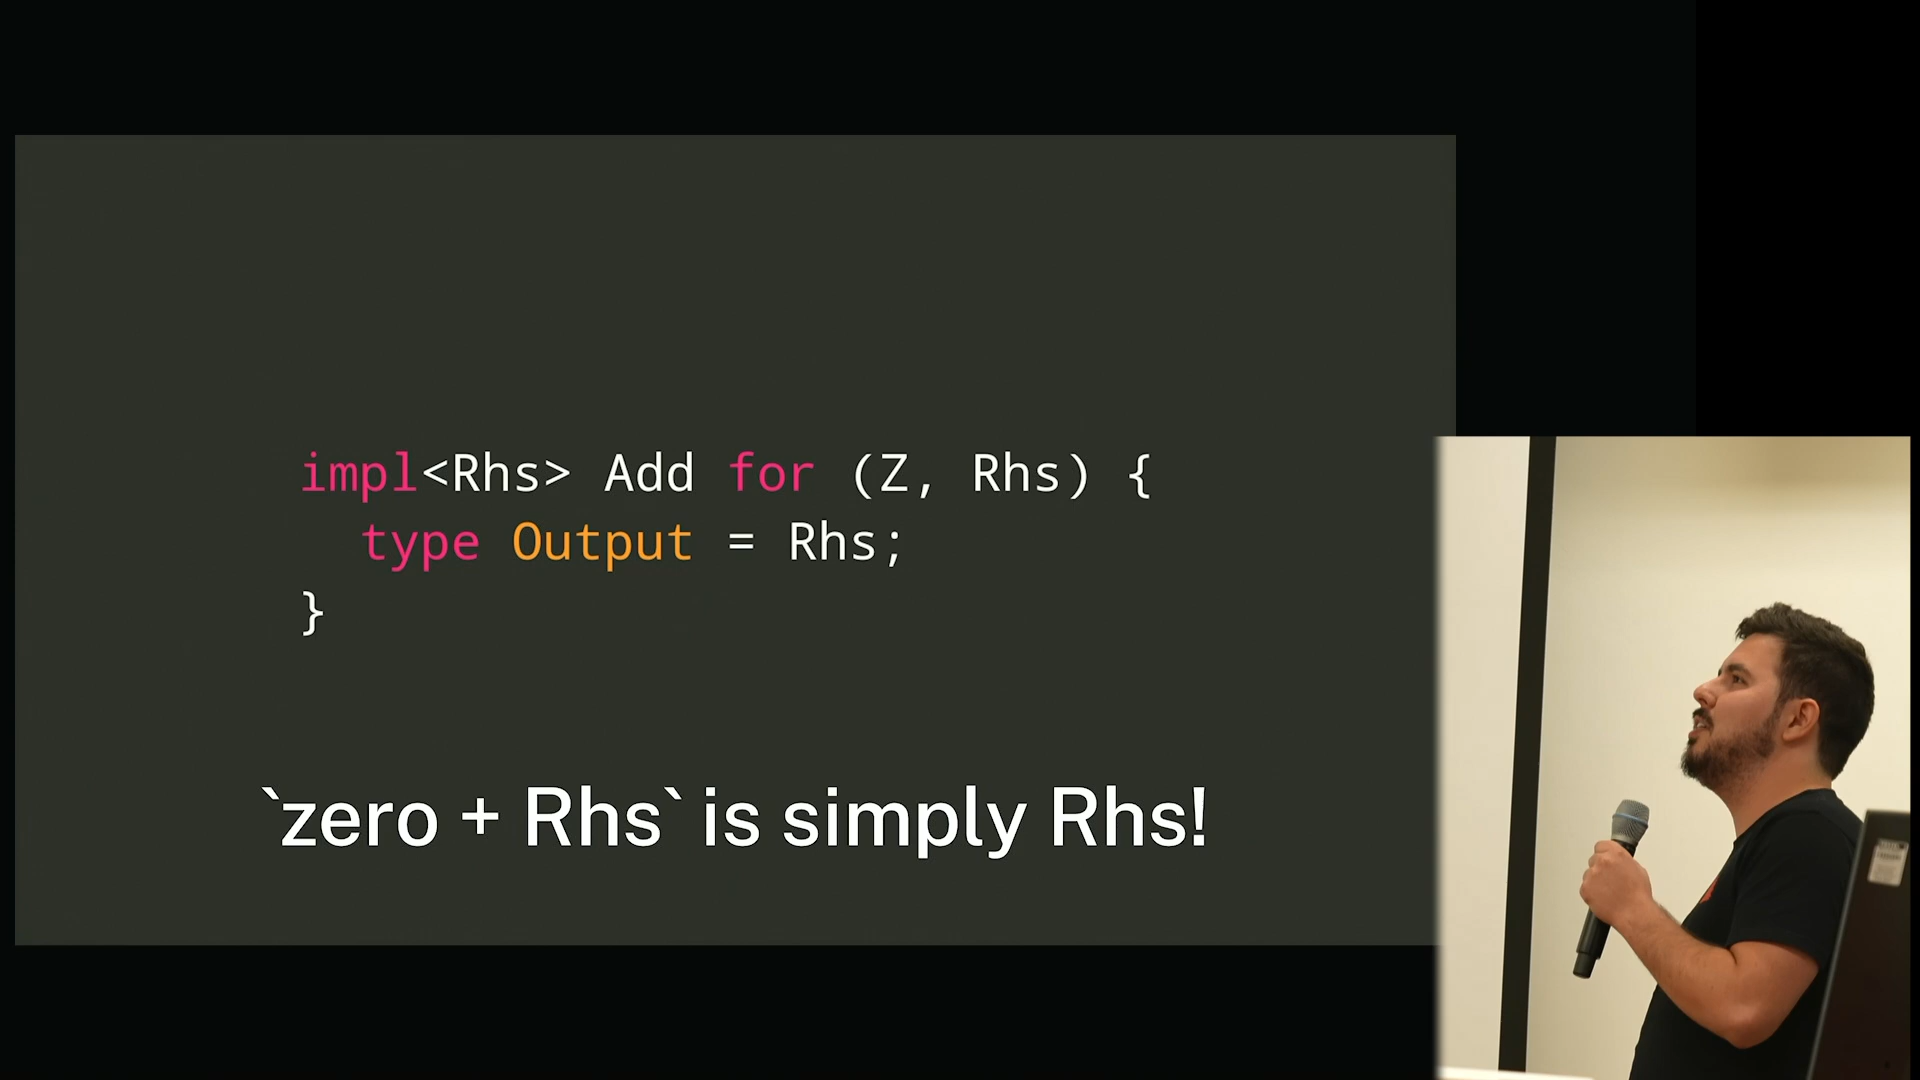 impl<Rhs> Add for (Z, Rhs) {
  type Output = Rhs;
}
`zero + Rhs` is simply Rhs!